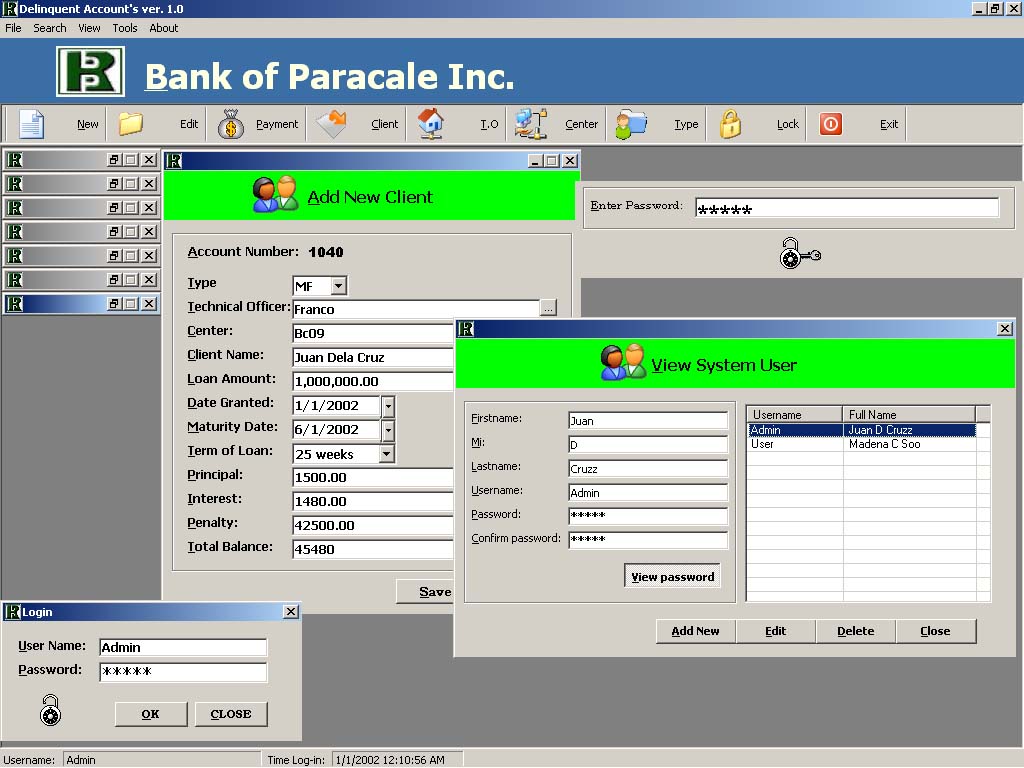 Delinquent Account's ver. 1.0
File Search View Tools About
Bank of Paracale Inc.
New Edit Payment Client T.O Center Type Lock Exit
Add New Client
Account Number: 1040
Type MF
Technical Officer: Franco ...
Center: Bc09
Client Name: Juan Dela Cruz
Loan Amount: 1,000,000.00
Date Granted: 1/1/2002
Maturity Date: 6/1/2002
Term of Loan: 25 weeks
Principal: 1500.00
Interest: 1480.00
Penalty: 42500.00
Total Balance: 45480
Save
Enter Password: *****
View System User
Firstname: Juan
Mi: D
Lastname: Cruzz
Username: Admin
Password: *****
Confirm password: *****
View password
Username Full Name
Admin Juan D Cruzz
User Madena C Soo
Add New Edit Delete Close
Login
User Name: Admin
Password: *****
OK CLOSE
Username: Admin Time Log-in: 1/1/2002 12:10:56 AM